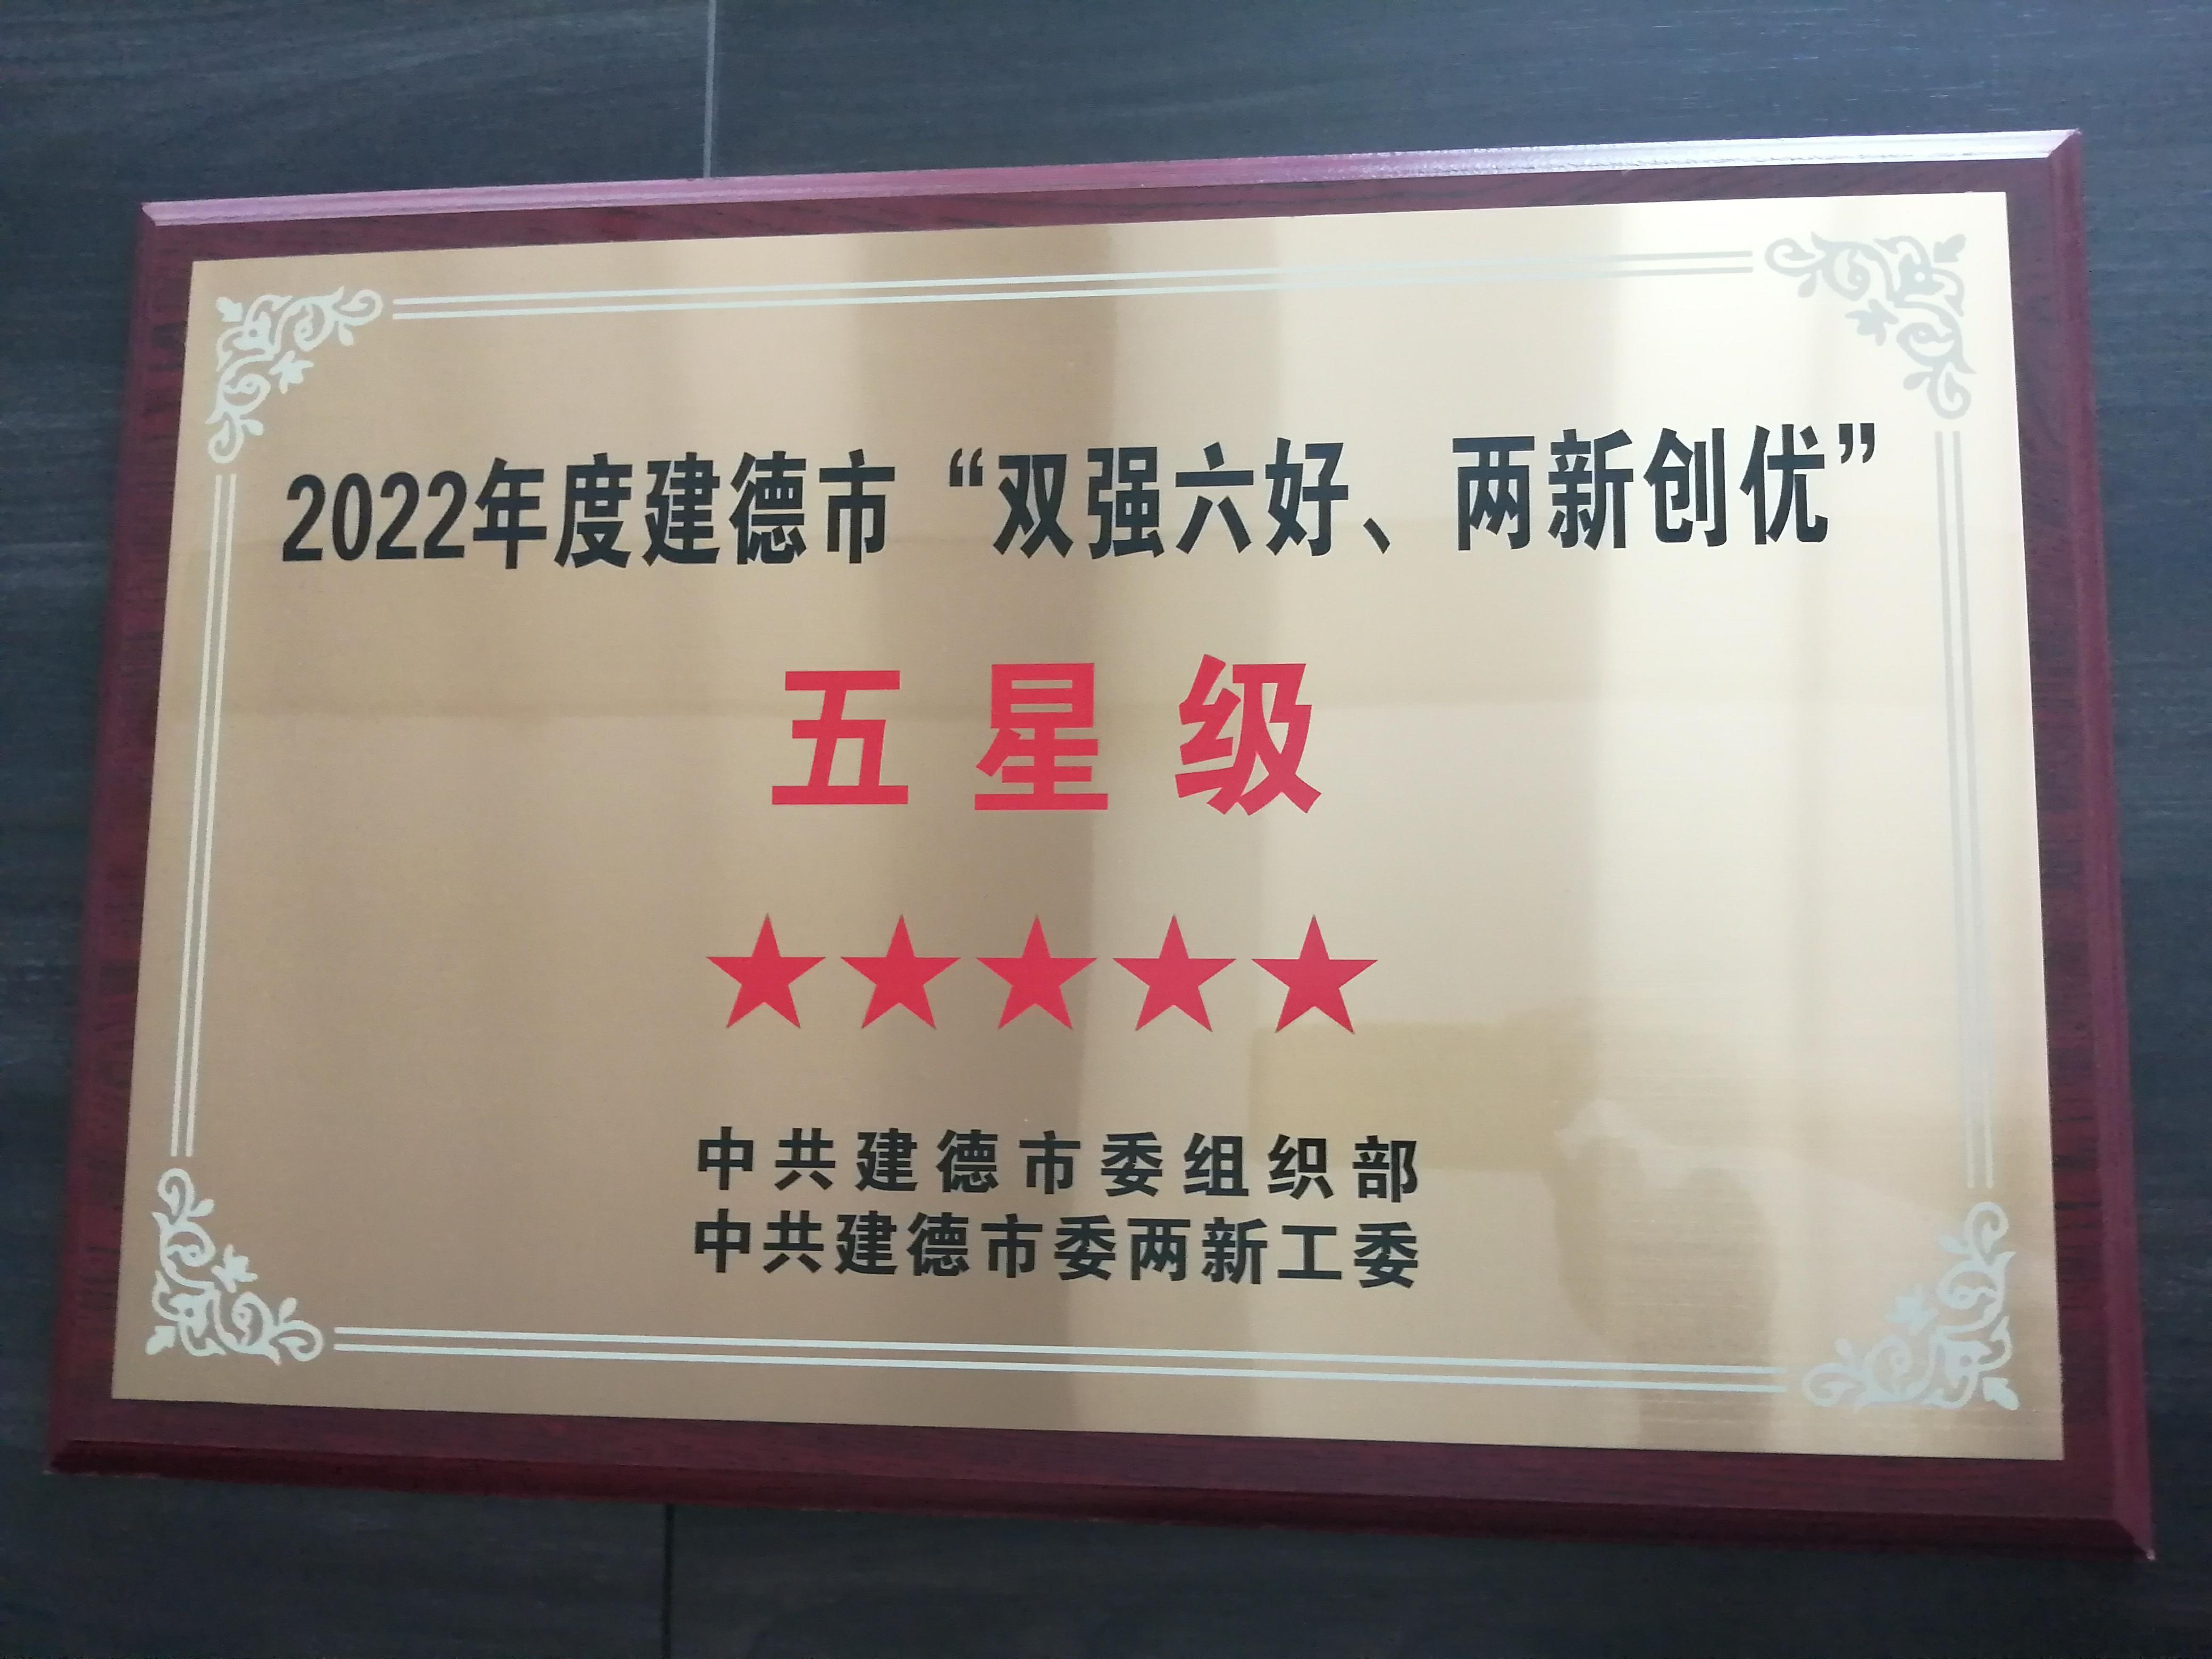 2022年度建德市“双强六好、两新创优”
五星级
★★★★★
中共建德市委组织部
中共建德市委两新工委